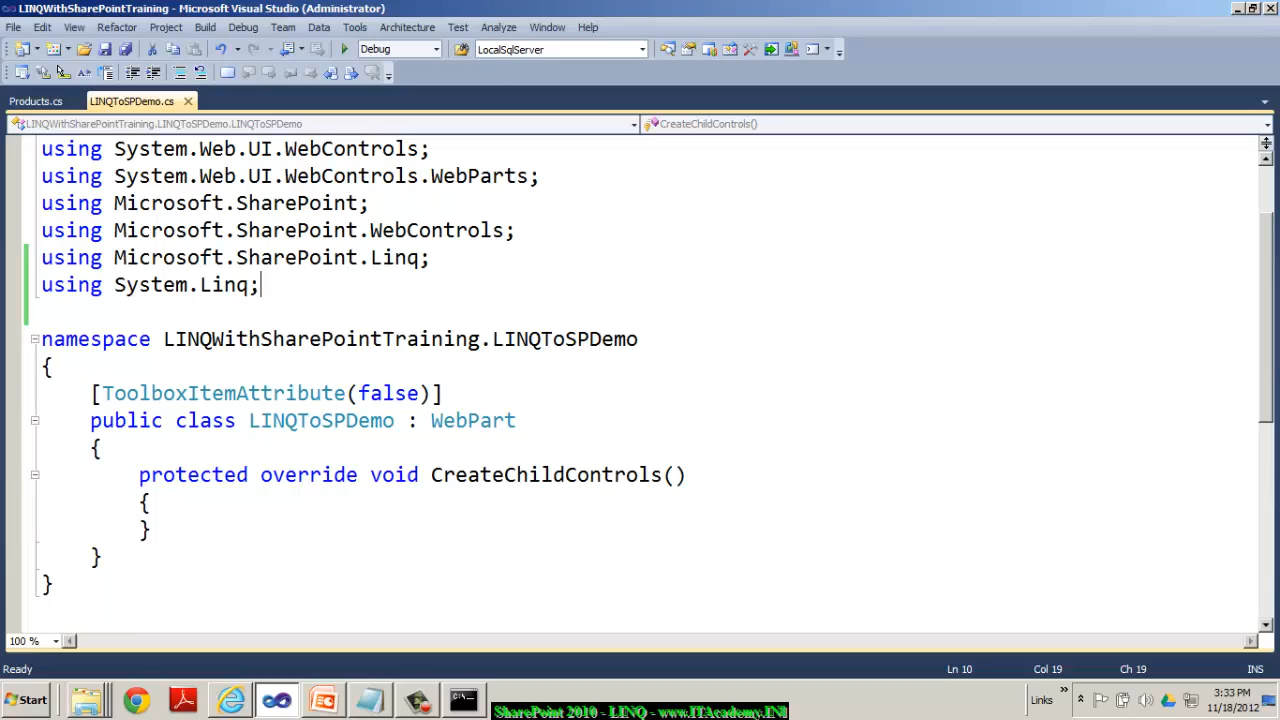 LINQWithSharePointTraining - Microsoft Visual Studio (Administrator)
File Edit View Refactor Project Build Debug Team Data Tools Architecture Test Analyze Window Help
Debug LocalSqlServer
Products.cs LINQToSPDemo.cs
LINQWithSharePointTraining.LINQToSPDemo.LINQToSPDemo CreateChildControls()
using System.Web.UI.WebControls;
using System.Web.UI.WebControls.WebParts;
using Microsoft.SharePoint;
using Microsoft.SharePoint.WebControls;
using Microsoft.SharePoint.Linq;
using System.Linq;
namespace LINQWithSharePointTraining.LINQToSPDemo
{
[ToolboxItemAttribute(false)]
public class LINQToSPDemo : WebPart
{
protected override void CreateChildControls()
{
}
}
}
100 %
Ready Ln 10 Col 19 Ch 19 INS
Start Links 3:33 PM
11/18/2012
SharePoint 2010 - LINQ - www.ITAcademy.IN!